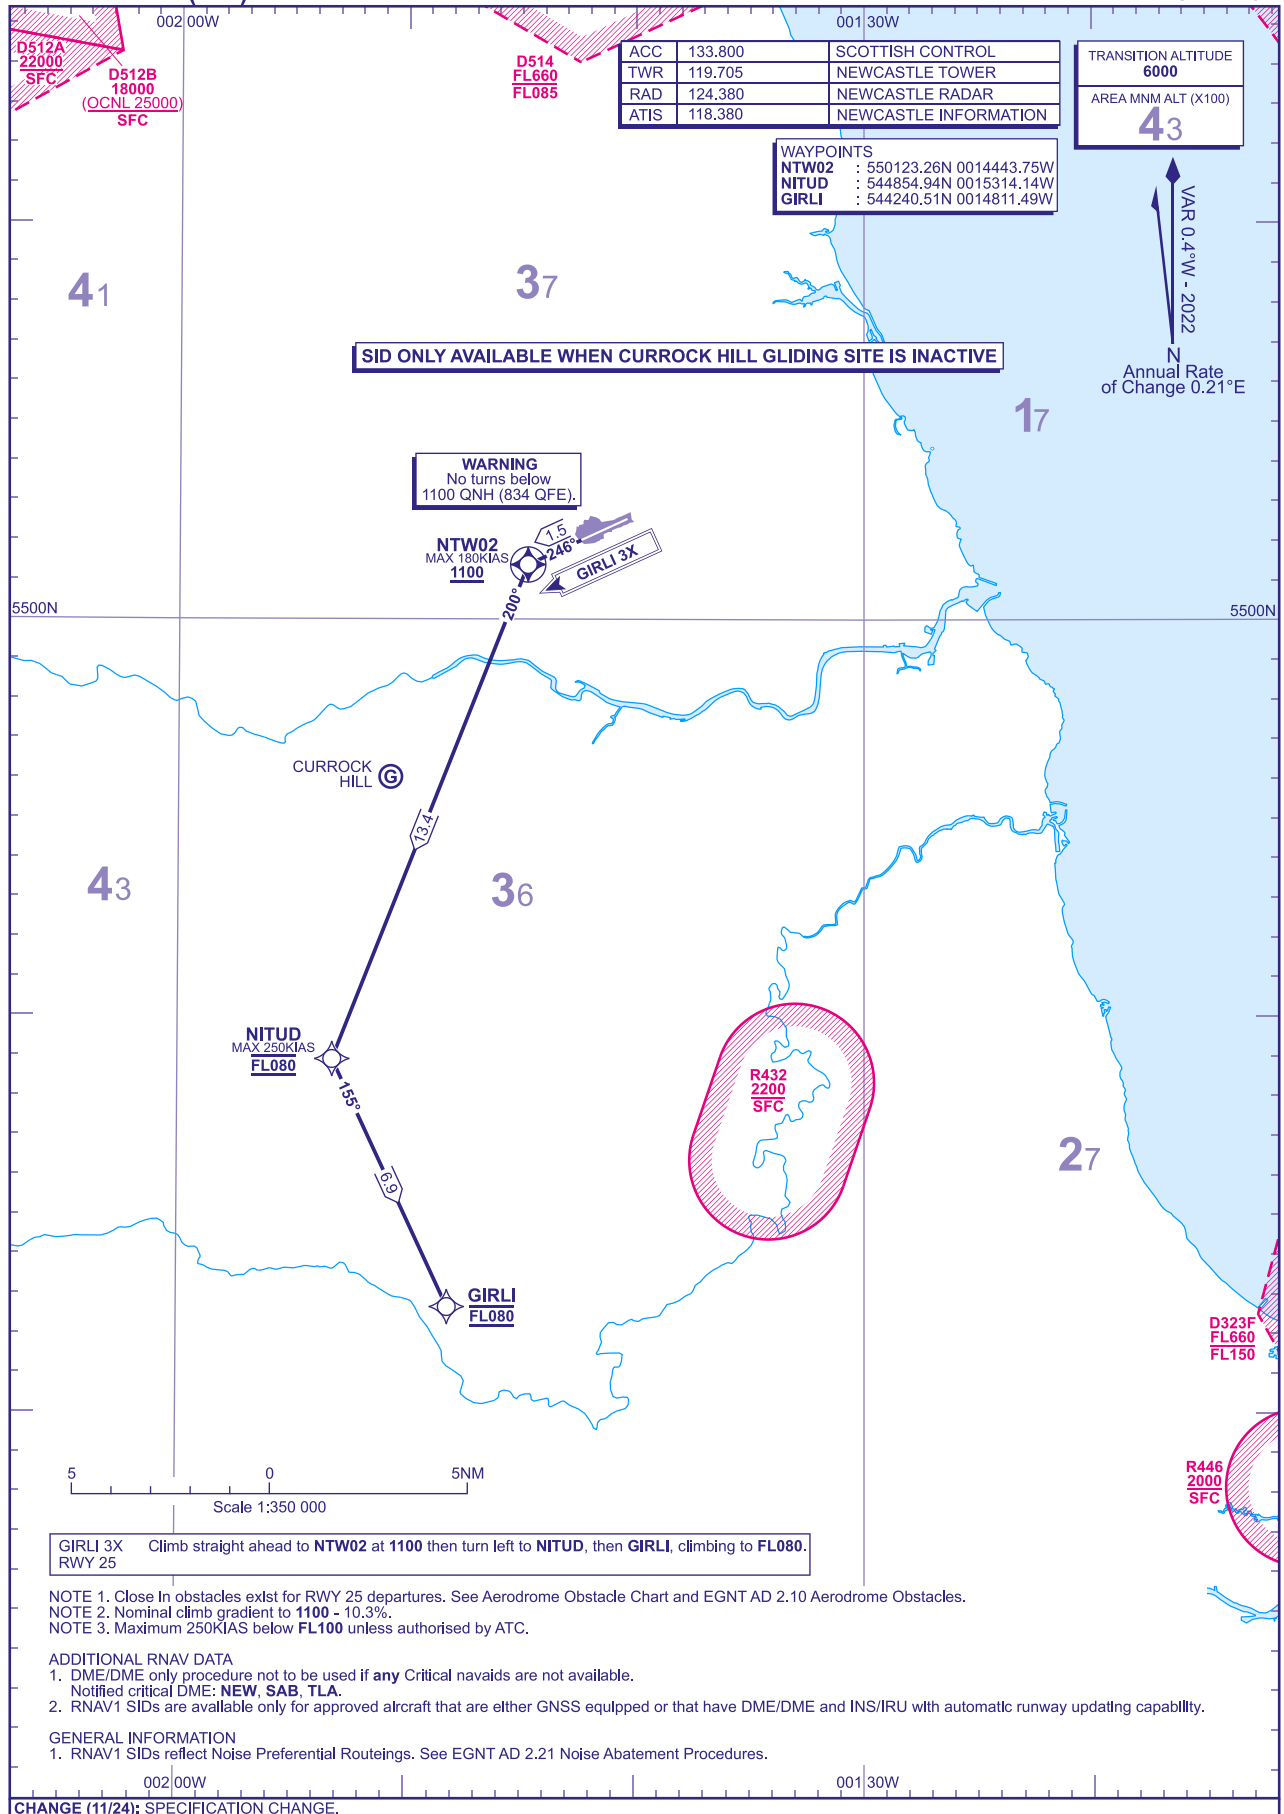 002 00W
001 30W
D512A
22000
SFC
D512B
18000
(OCNL 25000)
SFC
D514
FL660
FL085
ACC 133.800 SCOTTISH CONTROL
TWR 119.705 NEWCASTLE TOWER
RAD 124.380 NEWCASTLE RADAR
ATIS 118.380 NEWCASTLE INFORMATION
TRANSITION ALTITUDE
6000
AREA MNM ALT (X100)
43
WAYPOINTS
NTW02 : 550123.26N 0014443.75W
NITUD : 544854.94N 0015314.14W
GIRLI : 544240.51N 0014811.49W
VAR 0.4°W - 2022
N
Annual Rate
of Change 0.21°E
41
37
SID ONLY AVAILABLE WHEN CURROCK HILL GLIDING SITE IS INACTIVE
17
WARNING
No turns below
1100 QNH (834 QFE).
NTW02
MAX 180KIAS
1100
1.5
246°
GIRLI 3X
200°
5500N
5500N
CURROCK
HILL
G
13.4
43
36
NITUD
MAX 250KIAS
FL080
155°
R432
2200
SFC
27
6.9
GIRLI
FL080
D323F
FL660
FL150
R446
2000
SFC
5 0 5NM
Scale 1:350 000
GIRLI 3X Climb straight ahead to NTW02 at 1100 then turn left to NITUD, then GIRLI, climbing to FL080.
RWY 25
NOTE 1. Close In obstacles exist for RWY 25 departures. See Aerodrome Obstacle Chart and EGNT AD 2.10 Aerodrome Obstacles.
NOTE 2. Nominal climb gradient to 1100 - 10.3%.
NOTE 3. Maximum 250KIAS below FL100 unless authorised by ATC.
ADDITIONAL RNAV DATA
1. DME/DME only procedure not to be used if any Critical navaids are not available.
Notified critical DME: NEW, SAB, TLA.
2. RNAV1 SIDs are available only for approved aircraft that are either GNSS equipped or that have DME/DME and INS/IRU with automatic runway updating capability.
GENERAL INFORMATION
1. RNAV1 SIDs reflect Noise Preferential Routeings. See EGNT AD 2.21 Noise Abatement Procedures.
002 00W
001 30W
CHANGE (11/24): SPECIFICATION CHANGE.